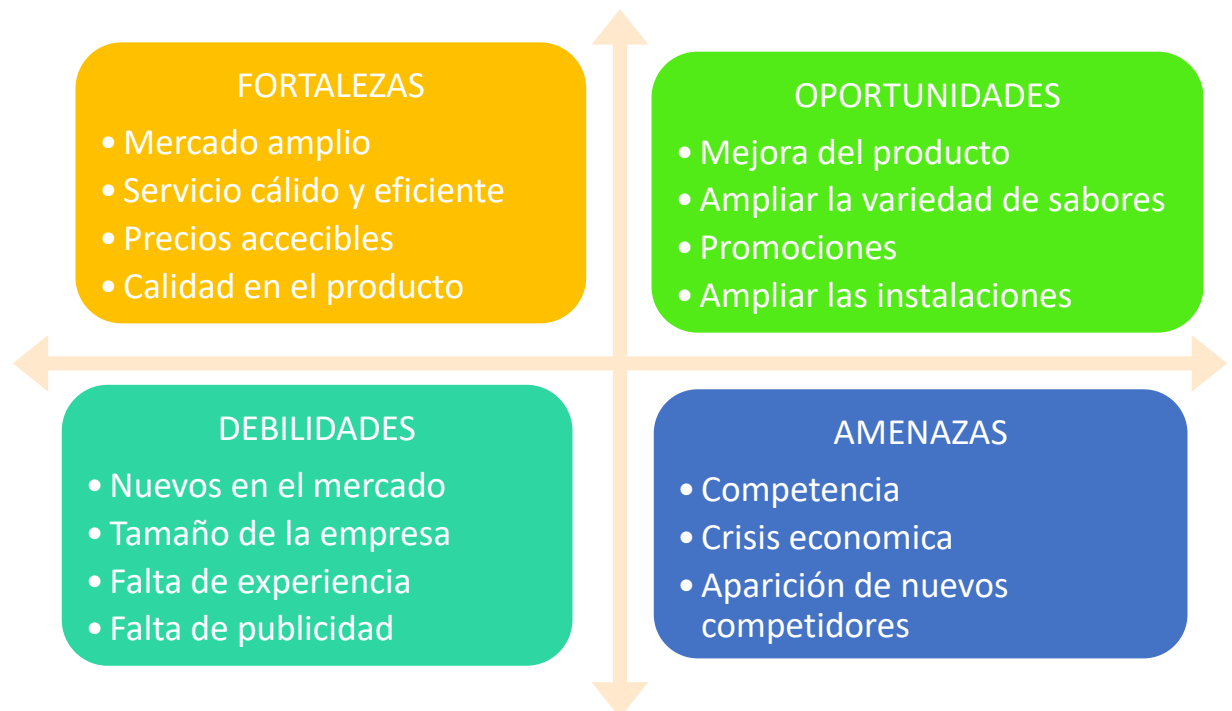 FORTALEZAS
• Mercado amplio
• Servicio cálido y eficiente
• Precios accecibles
• Calidad en el producto
OPORTUNIDADES
• Mejora del producto
• Ampliar la variedad de sabores
• Promociones
• Ampliar las instalaciones
DEBILIDADES
• Nuevos en el mercado
• Tamaño de la empresa
• Falta de experiencia
• Falta de publicidad
AMENAZAS
• Competencia
• Crisis economica
• Aparición de nuevos
competidores